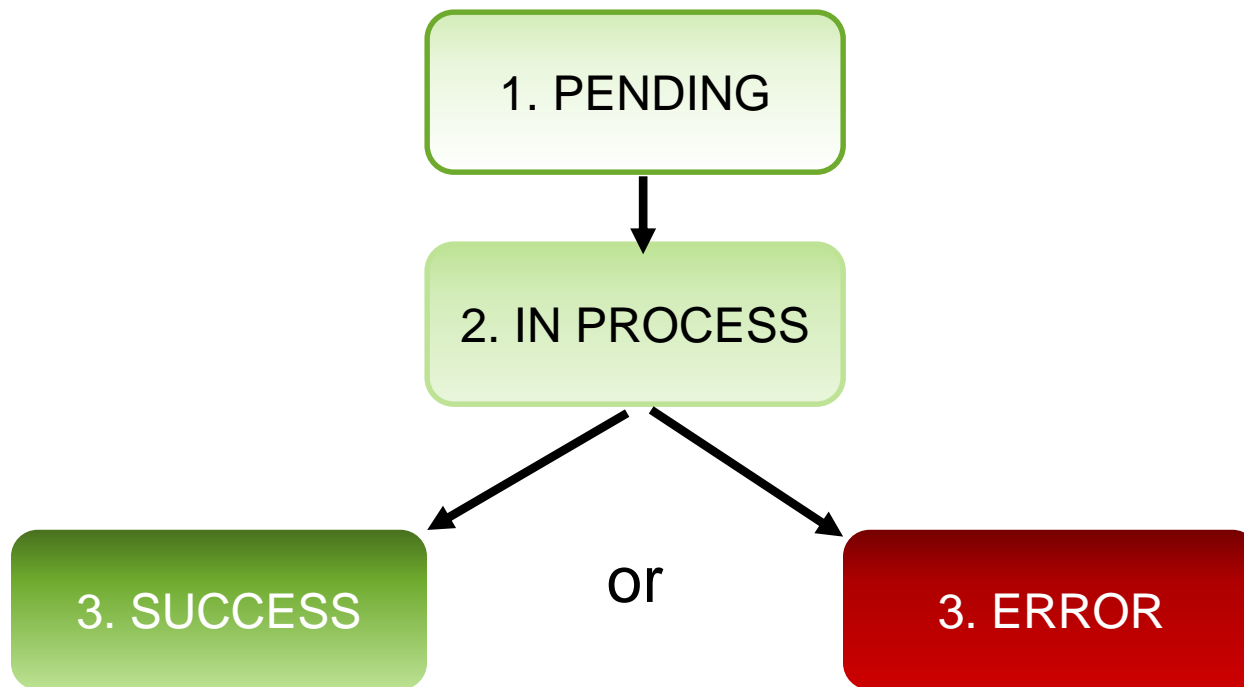 1. PENDING
2. IN PROCESS
3. SUCCESS
or
3. ERROR